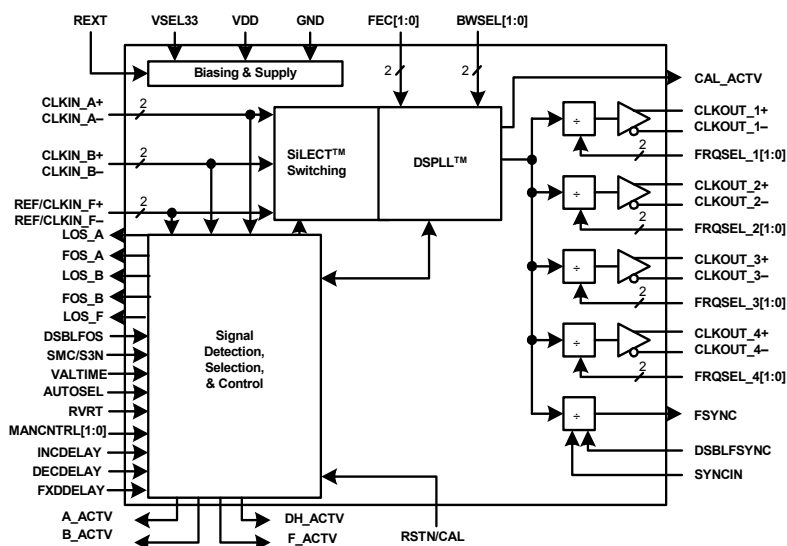 REXT VSEL33 VDD GND FEC[1:0] BWSEL[1:0]
2 2
Biasing & Supply
CAL_ACTV
CLKIN_A+ 2
CLKIN_A–
CLKIN_B+ 2
CLKIN_B–
REF/CLKIN_F+ 2
REF/CLKIN_F–
SiLECT™
Switching
DSPLL™
÷
CLKOUT_1+
CLKOUT_1–
2
FRQSEL_1[1:0]
÷
CLKOUT_2+
CLKOUT_2–
2
FRQSEL_2[1:0]
÷
CLKOUT_3+
CLKOUT_3–
2
FRQSEL_3[1:0]
÷
CLKOUT_4+
CLKOUT_4–
2
FRQSEL_4[1:0]
÷
FSYNC
DSBLFSYNC
SYNCIN
LOS_A
FOS_A
LOS_B
FOS_B
LOS_F
DSBLFOS
SMC/S3N
VALTIME
AUTOSEL
RVRT
MANCNTRL[1:0]
INCDELAY
DECDELAY
FXDDELAY
Signal
Detection,
Selection,
& Control
A_ACTV
B_ACTV
DH_ACTV
F_ACTV
RSTN/CAL